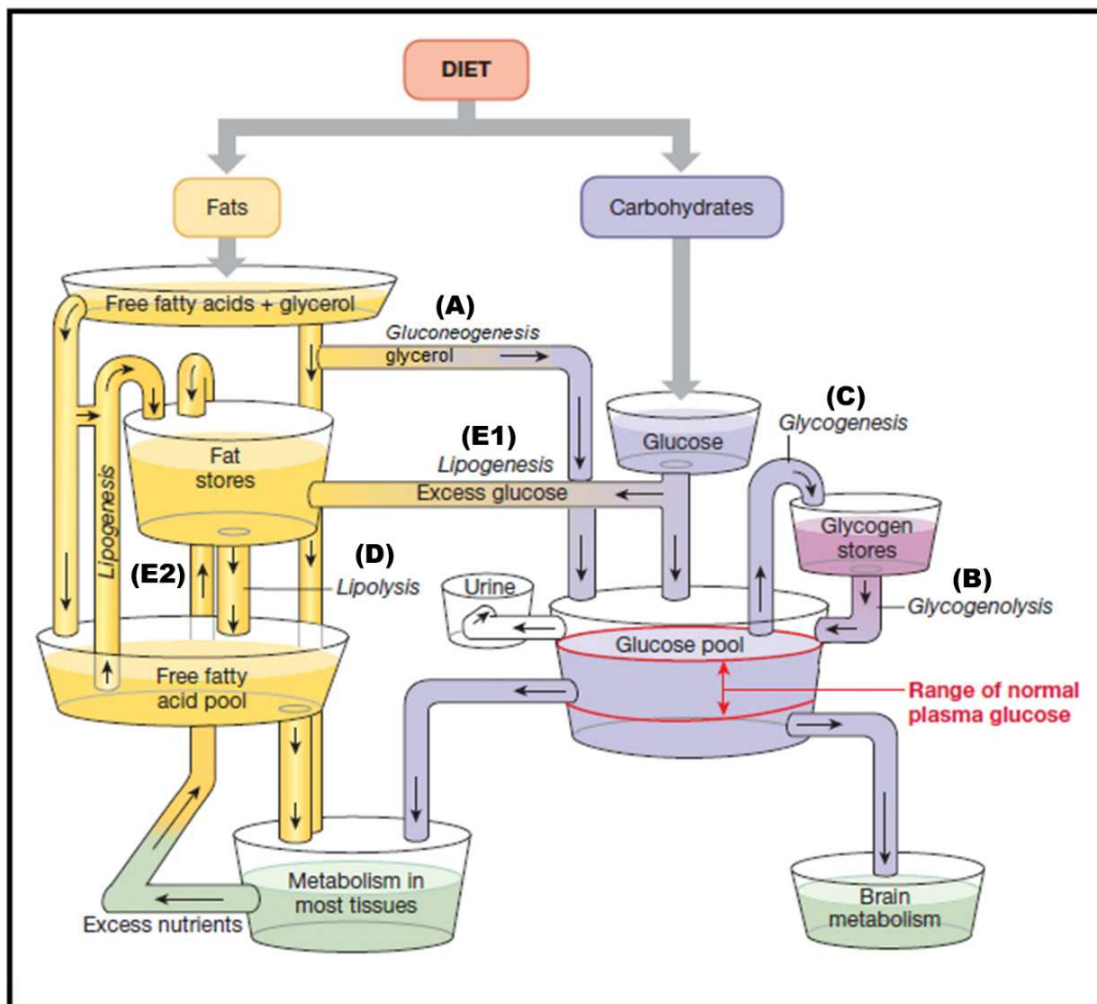 DIET
Fats
Carbohydrates
Free fatty acids + glycerol
(A)
Gluconeogenesis
glycerol
(C)
Glycogenesis
(E1)
Lipogenesis
Excess glucose
Glucose
Fat
stores
Glycogen
stores
Lipogenesis
(E2)
(D)
Lipolysis
Urine
(B)
Glycogenolysis
Glucose pool
Free fatty
acid pool
Range of normal
plasma glucose
Metabolism in
most tissues
Excess nutrients
Brain
metabolism